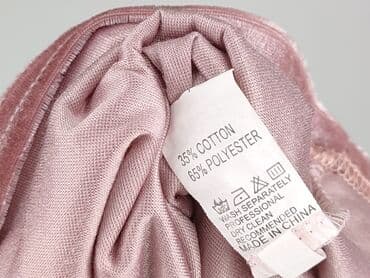 35% COTTON
65% POLYESTER
WASH SEPARATELY
PROFESSIONAL
DRY CLEAN
RECOMMENDED
MADE IN CHINA